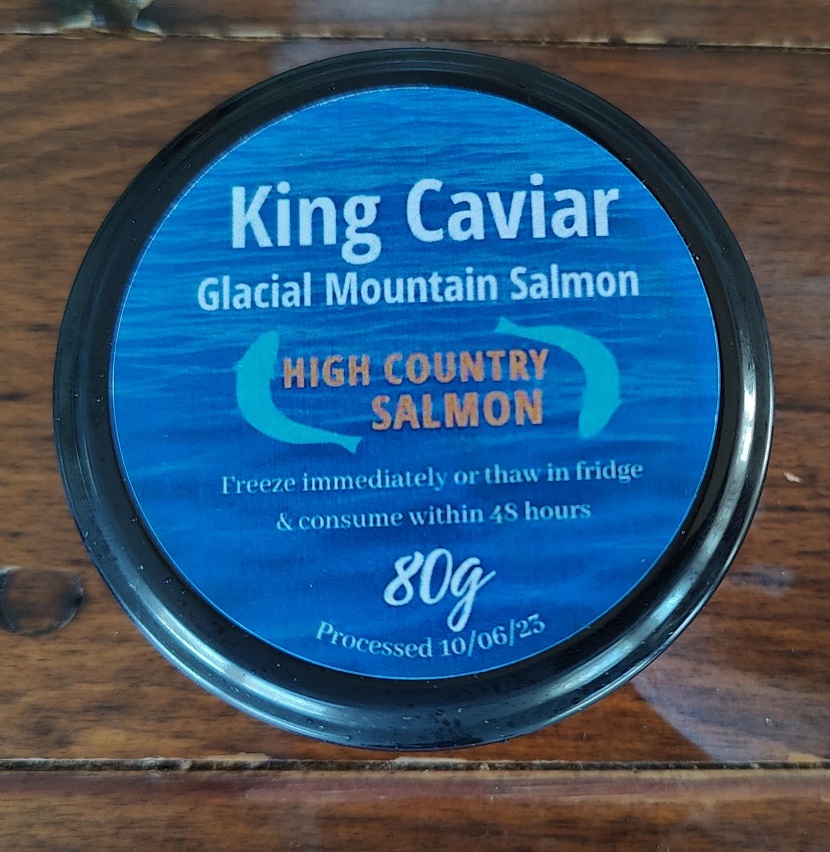 King Caviar
Glacial Mountain Salmon
HIGH COUNTRY
SALMON
Freeze immediately or thaw in fridge
& consume within 48 hours
80g
Processed 10/06/23